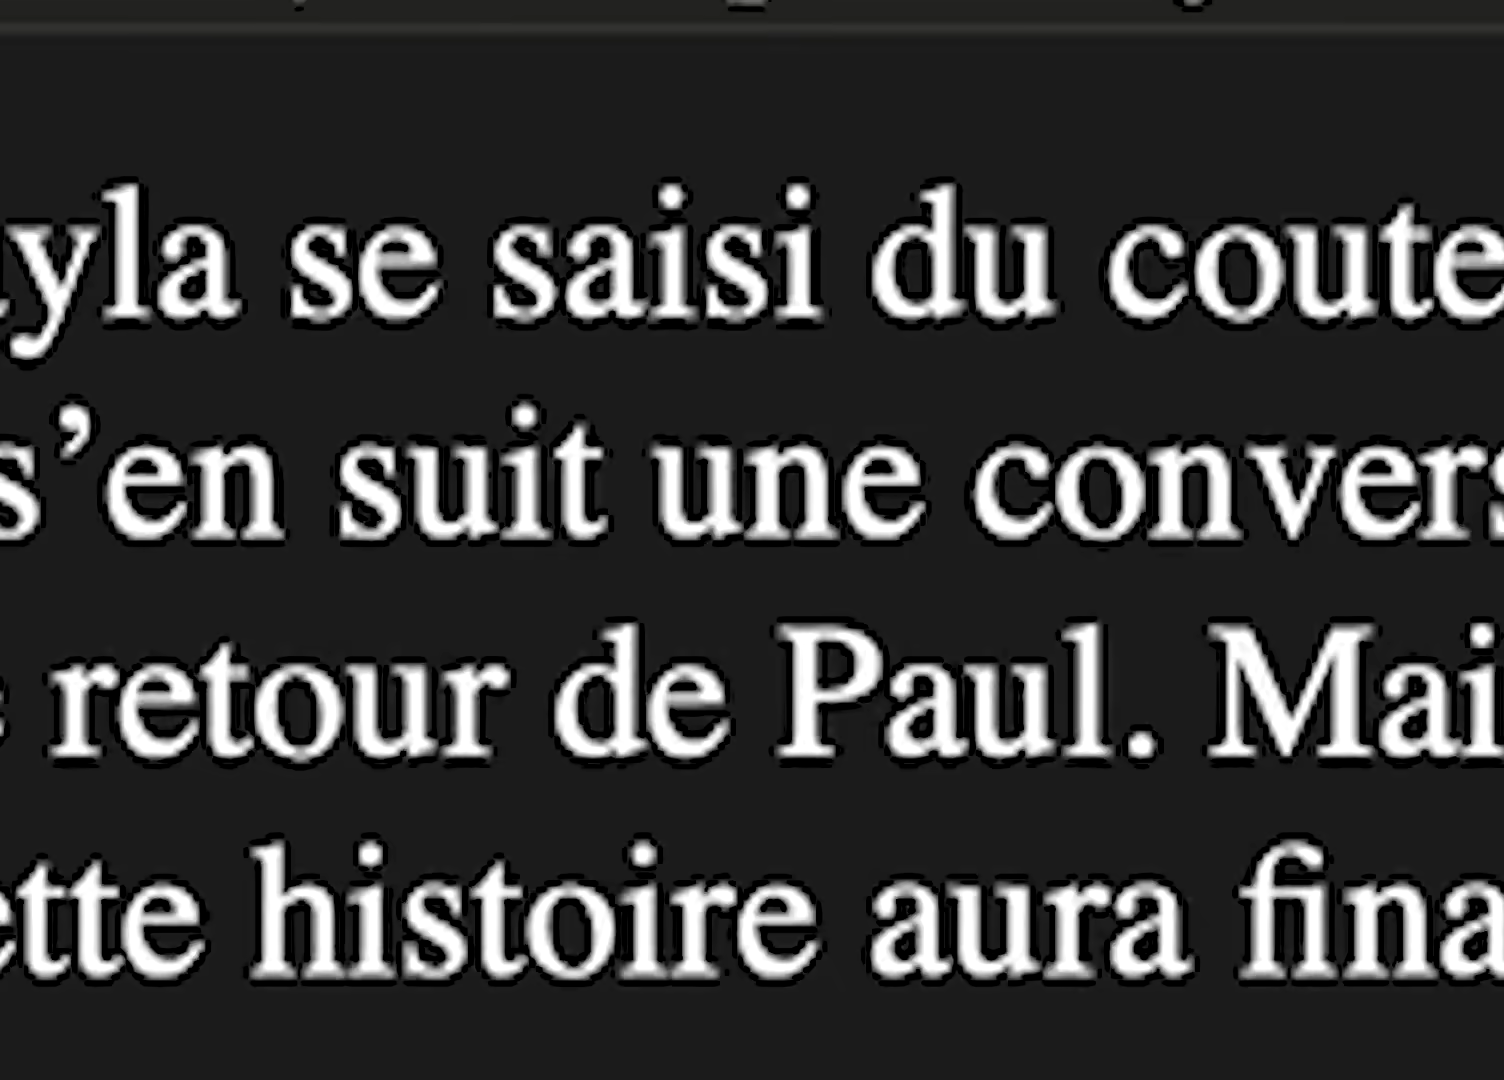 yla se saisi du coute
s’en suit une convers
retour de Paul. Mai
ette histoire aura fina